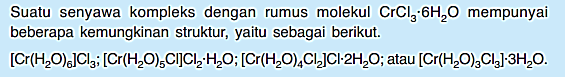 Suatu senyawa kompleks dengan rumus molekul CrCl₃·6H₂O mempunyai
beberapa kemungkinan struktur, yaitu sebagai berikut.
[Cr(H₂O)₆]Cl₃; [Cr(H₂O)₅Cl]Cl₂·H₂O; [Cr(H₂O)₄Cl₂]Cl·2H₂O; atau [Cr(H₂O)₃Cl₃]·3H₂O.